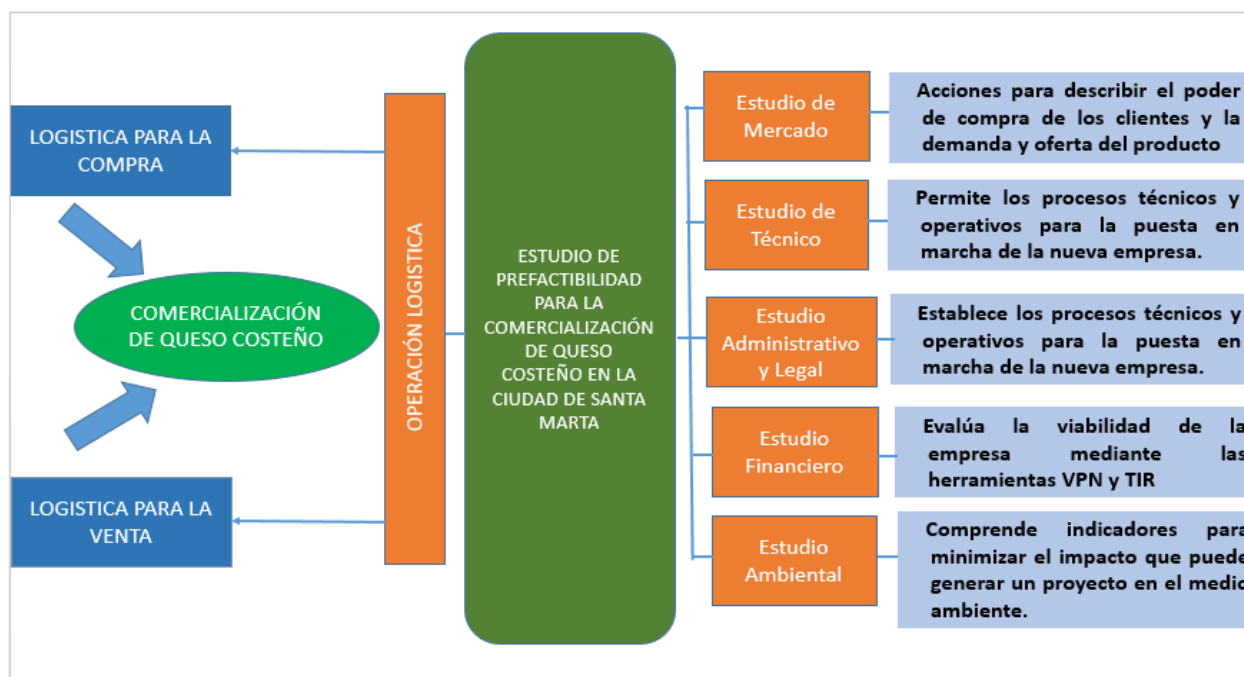 LOGISTICA PARA LA
COMPRA
COMERCIALIZACIÓN
DE QUESO COSTEÑO
LOGISTICA PARA LA
VENTA
OPERACIÓN LOGISTICA
ESTUDIO DE
PREFACTIBILIDAD
PARA LA
COMERCIALIZACIÓN
DE QUESO
COSTEÑO EN LA
CIUDAD DE SANTA
MARTA
Estudio de
Mercado
Acciones para describir el poder
de compra de los clientes y la
demanda y oferta del producto
Estudio de
Técnico
Permite los procesos técnicos y
operativos para la puesta en
marcha de la nueva empresa.
Estudio
Administrativo
y Legal
Establece los procesos técnicos y
operativos para la puesta en
marcha de la nueva empresa.
Estudio
Financiero
Evalúa la viabilidad de la
empresa mediante las
herramientas VPN y TIR
Estudio
Ambiental
Comprende indicadores para
minimizar el impacto que puede
generar un proyecto en el medio
ambiente.